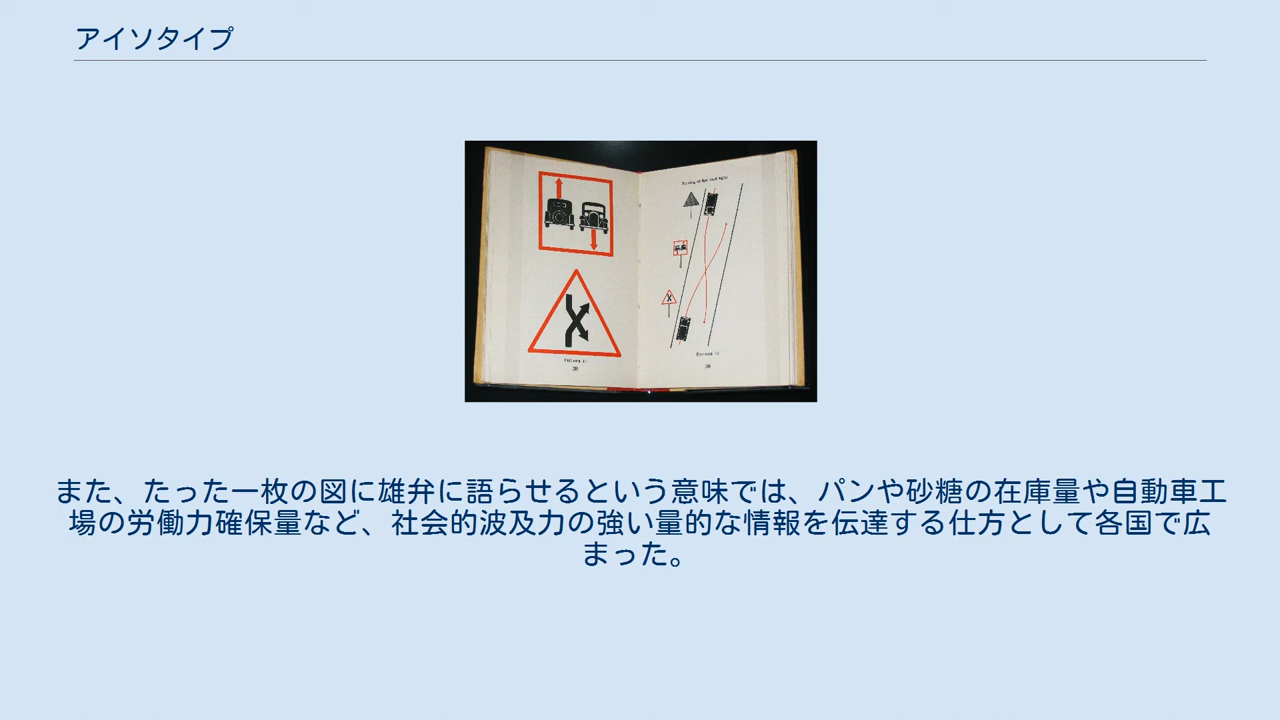 アイソタイプ
また、たった一枚の図に雄弁に語らせるという意味では、パンや砂糖の在庫量や自動車工
場の労働力確保量など、社会的波及力の強い量的な情報を伝達する仕方として各国で広
まった。